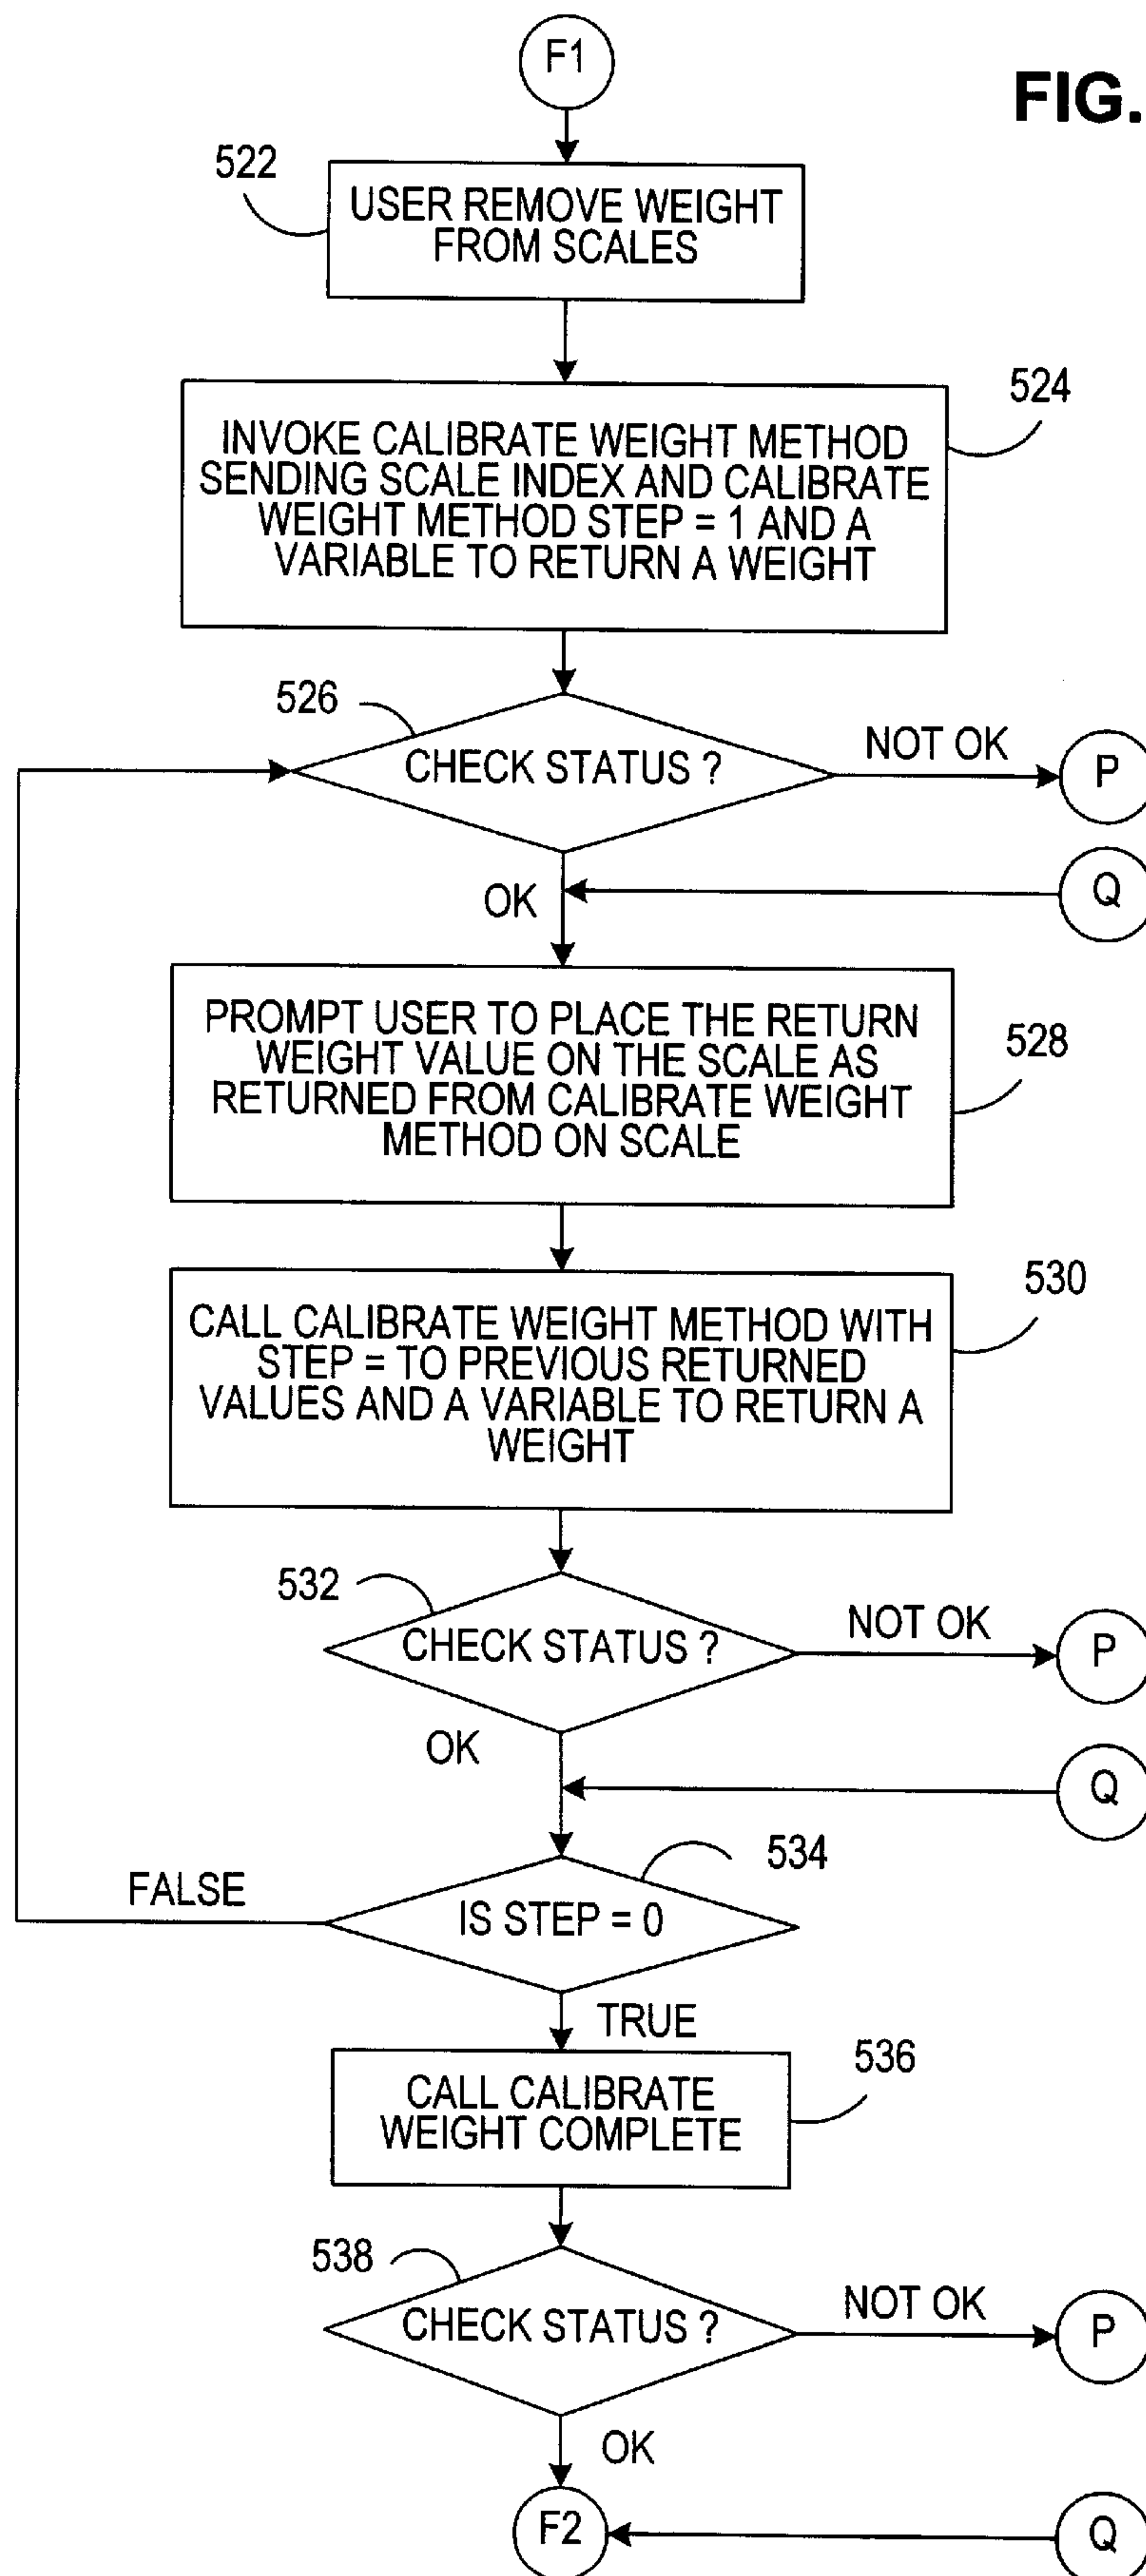 F1
FIG.
522
USER REMOVE WEIGHT
FROM SCALES
524
INVOKE CALIBRATE WEIGHT METHOD
SENDING SCALE INDEX AND CALIBRATE
WEIGHT METHOD STEP = 1 AND A
VARIABLE TO RETURN A WEIGHT
526
CHECK STATUS ?
NOT OK
P
OK
Q
PROMPT USER TO PLACE THE RETURN
WEIGHT VALUE ON THE SCALE AS
RETURNED FROM CALIBRATE WEIGHT
METHOD ON SCALE
528
530
CALL CALIBRATE WEIGHT METHOD WITH
STEP = TO PREVIOUS RETURNED
VALUES AND A VARIABLE TO RETURN A
WEIGHT
532
CHECK STATUS ?
NOT OK
P
OK
Q
534
FALSE
IS STEP = 0
TRUE
536
CALL CALIBRATE
WEIGHT COMPLETE
538
CHECK STATUS ?
NOT OK
P
OK
F2
Q